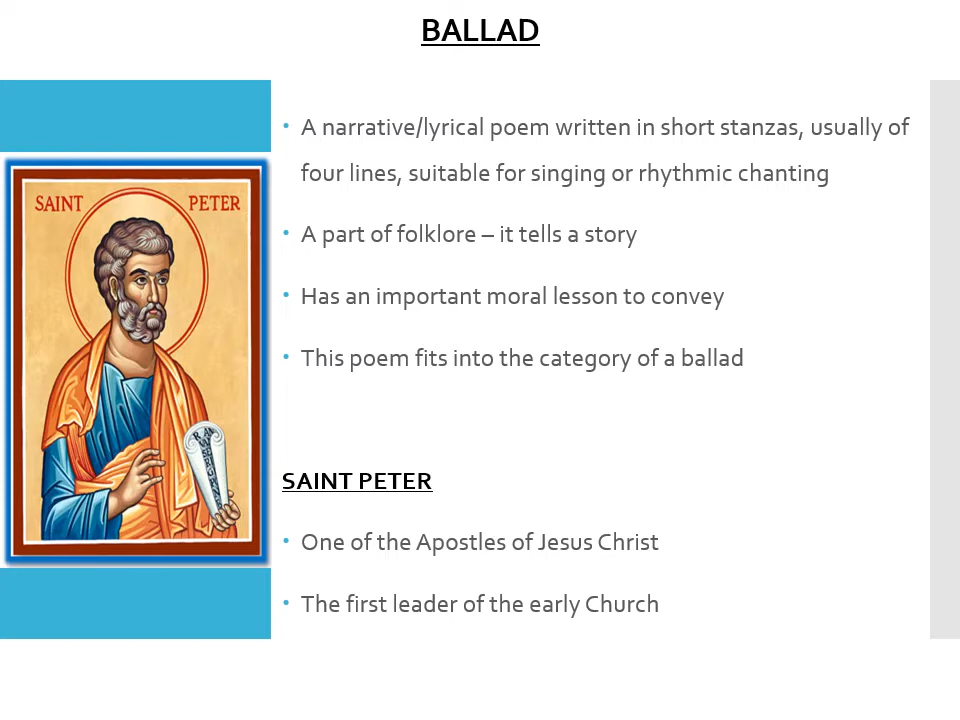 BALLAD
• A narrative/lyrical poem written in short stanzas, usually of
four lines, suitable for singing or rhythmic chanting
• A part of folklore – it tells a story
• Has an important moral lesson to convey
• This poem fits into the category of a ballad
SAINT PETER
SAINT PETER
• One of the Apostles of Jesus Christ
• The first leader of the early Church